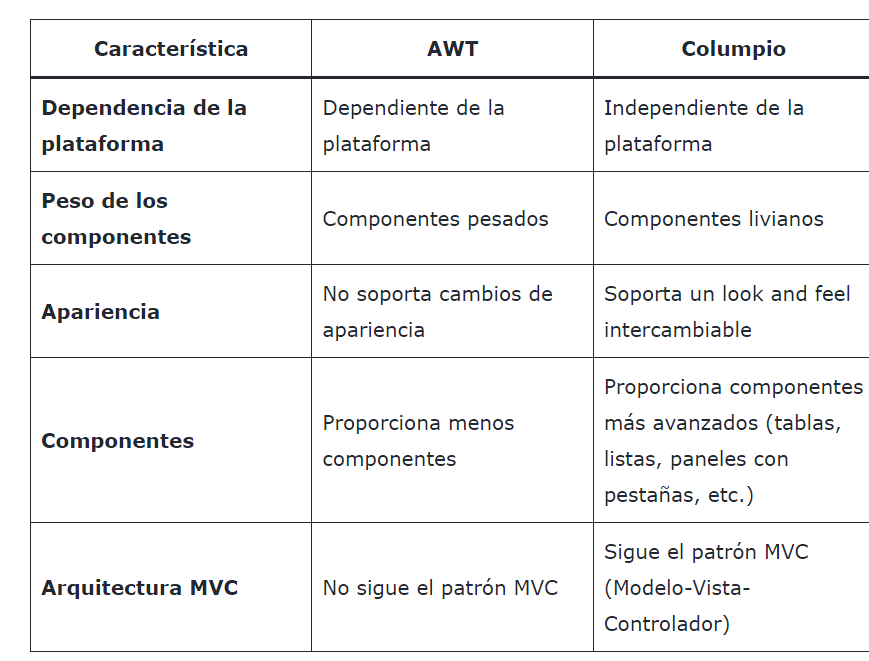 Característica AWT Columpio
Dependencia de la
plataforma
Dependiente de la
plataforma
Independiente de la
plataforma
Peso de los
componentes
Componentes pesados
Componentes livianos
Apariencia
No soporta cambios de
apariencia
Soporta un look and feel
intercambiable
Componentes
Proporciona menos
componentes
Proporciona componentes
más avanzados (tablas,
listas, paneles con
pestañas, etc.)
Arquitectura MVC
No sigue el patrón MVC
Sigue el patrón MVC
(Modelo-Vista-
Controlador)